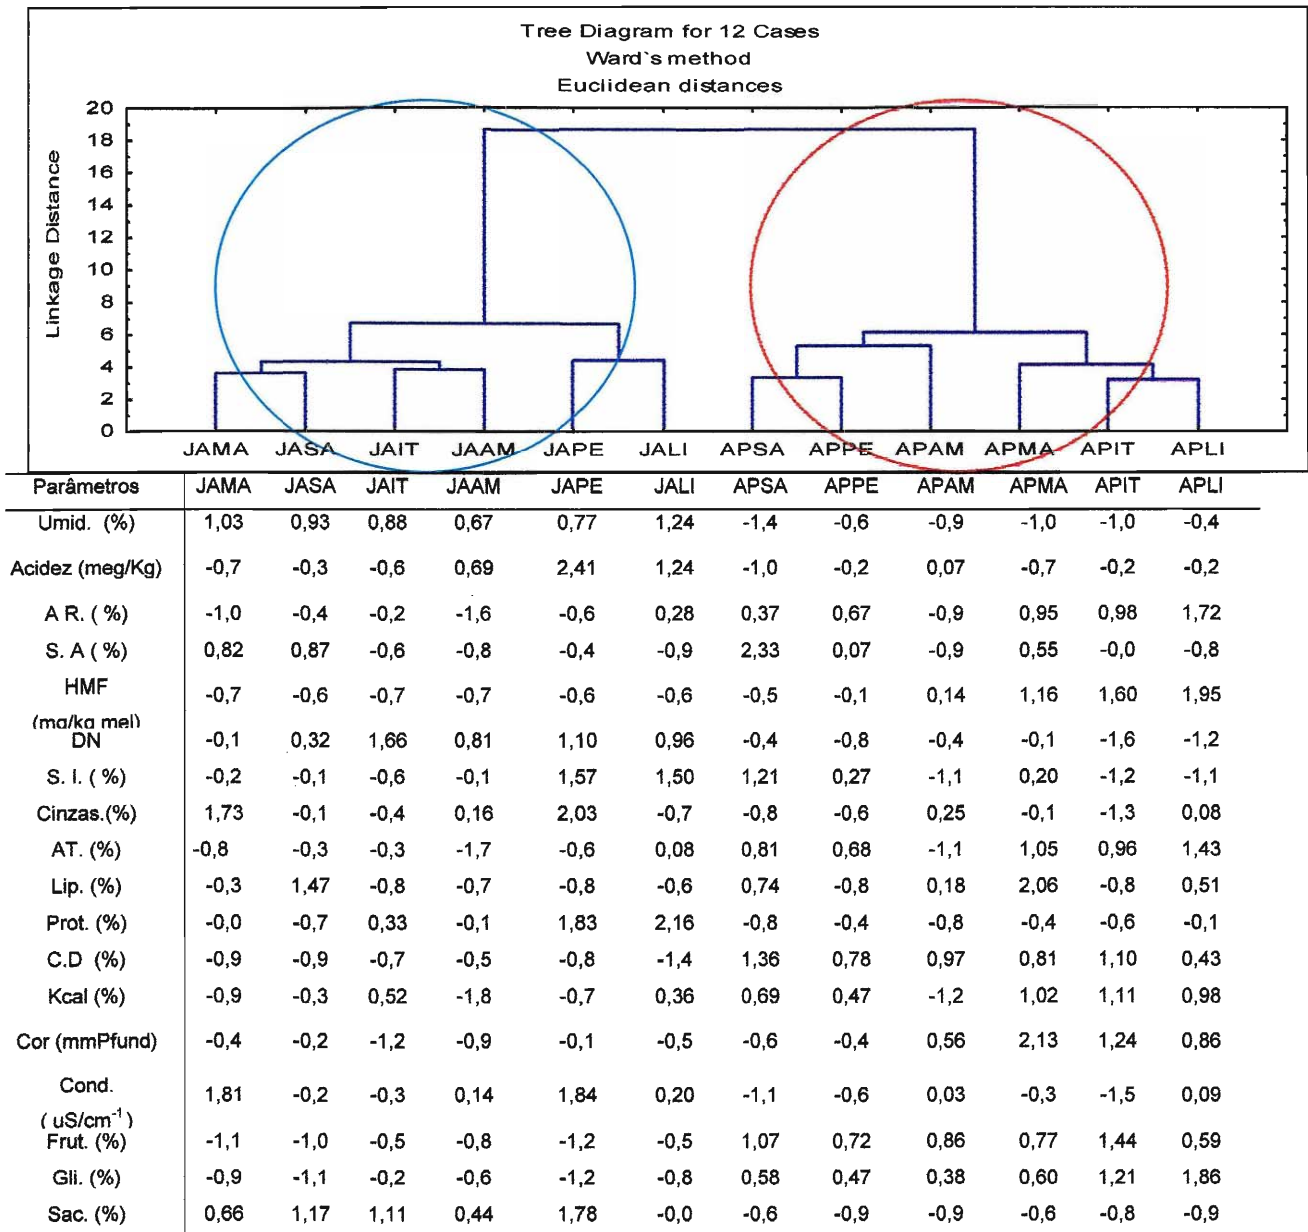 Tree Diagram for 12 Cases
Ward`s method
Euclidean distances
Linkage Distance
20
18
16
14
12
10
8
6
4
2
0
JAMA JASA JAIT JAAM JAPE JALI APSA APPE APAM APMA APIT APLI
Parâmetros JAMA JASA JAIT JAAM JAPE JALI APSA APPE APAM APMA APIT APLI
Umid. (%) 1,03 0,93 0,88 0,67 0,77 1,24 -1,4 -0,6 -0,9 -1,0 -1,0 -0,4
Acidez (meg/Kg) -0,7 -0,3 -0,6 0,69 2,41 1,24 -1,0 -0,2 0,07 -0,7 -0,2 -0,2
A R. ( %) -1,0 -0,4 -0,2 -1,6 -0,6 0,28 0,37 0,67 -0,9 0,95 0,98 1,72
S. A ( %) 0,82 0,87 -0,6 -0,8 -0,4 -0,9 2,33 0,07 -0,9 0,55 -0,0 -0,8
HMF
(mg/kg mel) -0,7 -0,6 -0,7 -0,7 -0,6 -0,6 -0,5 -0,1 0,14 1,16 1,60 1,95
DN -0,1 0,32 1,66 0,81 1,10 0,96 -0,4 -0,8 -0,4 -0,1 -1,6 -1,2
S. I. ( %) -0,2 -0,1 -0,6 -0,1 1,57 1,50 1,21 0,27 -1,1 0,20 -1,2 -1,1
Cinzas.(%) 1,73 -0,1 -0,4 0,16 2,03 -0,7 -0,8 -0,6 0,25 -0,1 -1,3 0,08
AT. (%) -0,8 -0,3 -0,3 -1,7 -0,6 0,08 0,81 0,68 -1,1 1,05 0,96 1,43
Lip. (%) -0,3 1,47 -0,8 -0,7 -0,8 -0,6 0,74 -0,8 0,18 2,06 -0,8 0,51
Prot. (%) -0,0 -0,7 0,33 -0,1 1,83 2,16 -0,8 -0,4 -0,8 -0,4 -0,6 -0,1
C.D (%) -0,9 -0,9 -0,7 -0,5 -0,8 -1,4 1,36 0,78 0,97 0,81 1,10 0,43
Kcal (%) -0,9 -0,3 0,52 -1,8 -0,7 0,36 0,69 0,47 -1,2 1,02 1,11 0,98
Cor (mmPfund) -0,4 -0,2 -1,2 -0,9 -0,1 -0,5 -0,6 -0,4 0,56 2,13 1,24 0,86
Cond.
( uS/cm⁻¹ ) 1,81 -0,2 -0,3 0,14 1,84 0,20 -1,1 -0,6 0,03 -0,3 -1,5 0,09
Frut. (%) -1,1 -1,0 -0,5 -0,8 -1,2 -0,5 1,07 0,72 0,86 0,77 1,44 0,59
Gli. (%) -0,9 -1,1 -0,2 -0,6 -1,2 -0,8 0,58 0,47 0,38 0,60 1,21 1,86
Sac. (%) 0,66 1,17 1,11 0,44 1,78 -0,0 -0,6 -0,9 -0,9 -0,6 -0,8 -0,9